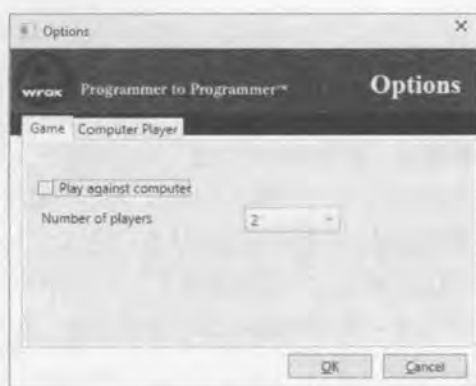 Options
wrox Programmer to Programmer™ Options
Game Computer Player
Play against computer
Number of players 2
OK Cancel